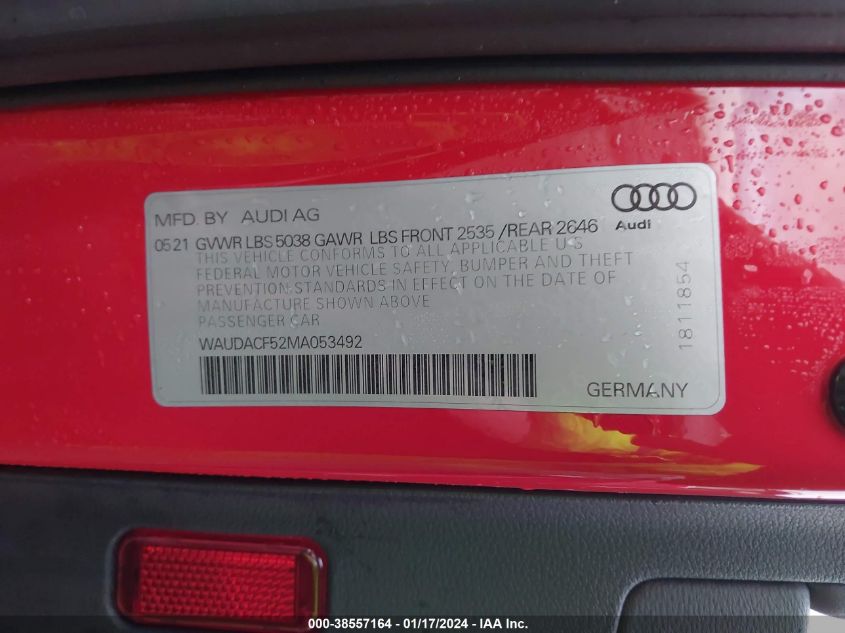 MFD. BY AUDI AG
Audi
05 21 GVWR LBS 5038 GAWR LBS FRONT 2535 /REAR 2646
THIS VEHICLE CONFORMS TO ALL APPLICABLE U.S
FEDERAL MOTOR VEHICLE SAFETY, BUMPER AND THEFT
PREVENTION STANDARDS IN EFFECT ON THE DATE OF
MANUFACTURE SHOWN ABOVE
PASSENGER CAR
WAUDACF52MA053492
GERMANY
1811854
000-38557164 - 01/17/2024 - IAA Inc.